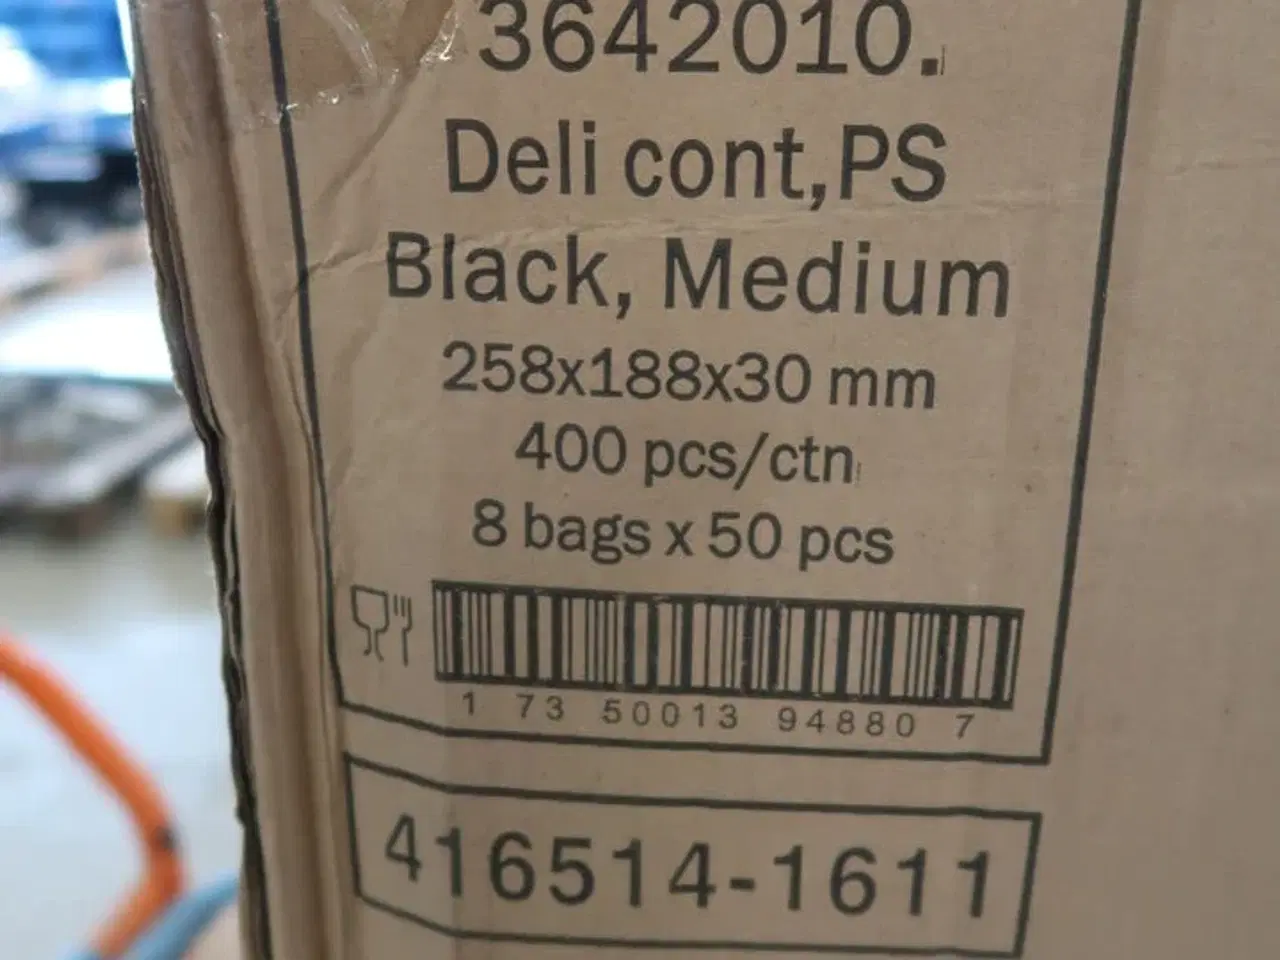 3642010.
Deli cont,PS
Black, Medium
258x188x30 mm
400 pcs/ctn
8 bags x 50 pcs
1 73 50013 94880 7
416514-1611